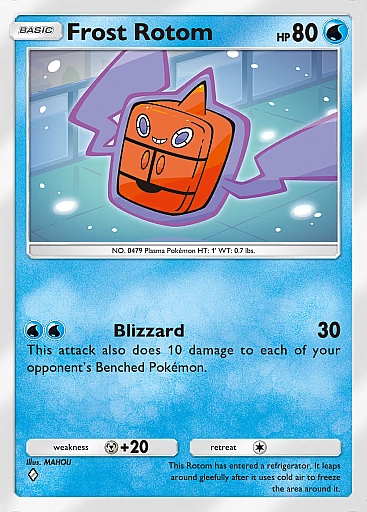 BASIC Frost Rotom HP 80
NO. 0479 Plasma Pokémon HT: 1' WT: 0.7 lbs.
Blizzard 30
This attack also does 10 damage to each of your
opponent's Benched Pokémon.
weakness +20 retreat
Illus. MAHOU
This Rotom has entered a refrigerator. It leaps
around gleefully after it uses cold air to freeze
the area around it.